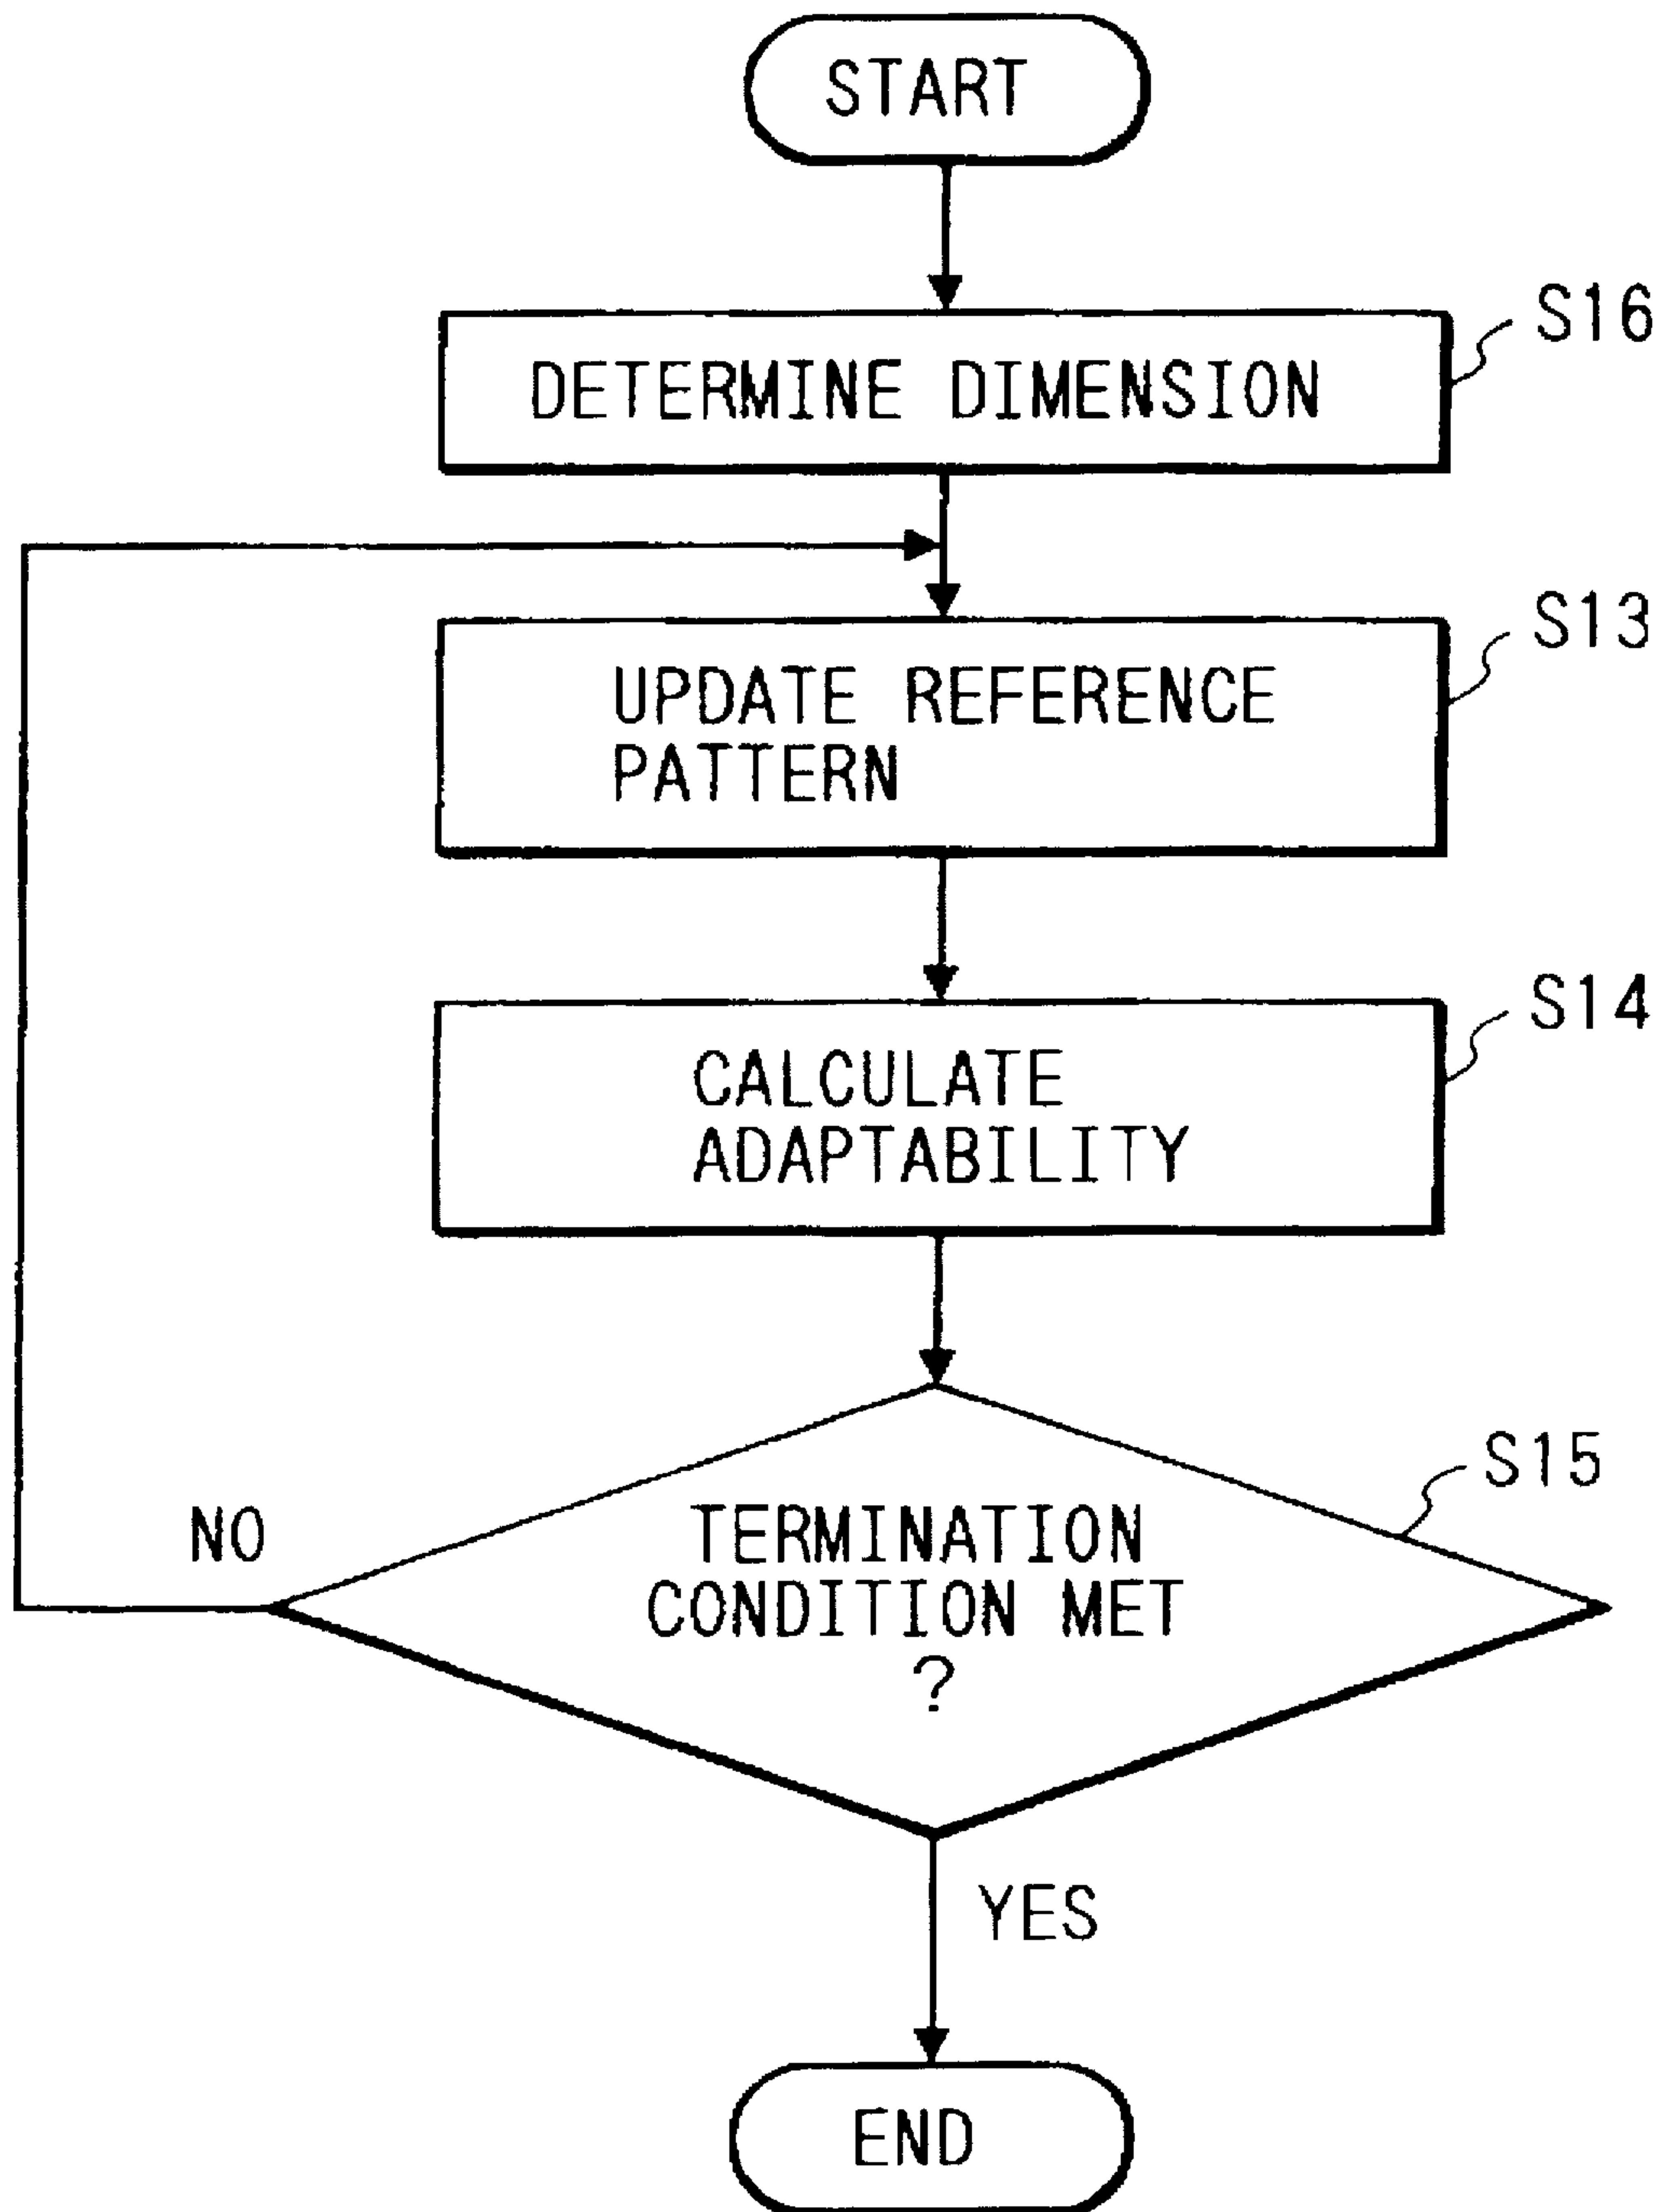 START
S16
DETERMINE DIMENSION
S13
UPDATE REFERENCE
PATTERN
S14
CALCULATE
ADAPTABILITY
S15
NO
TERMINATION
CONDITION MET
?
YES
END